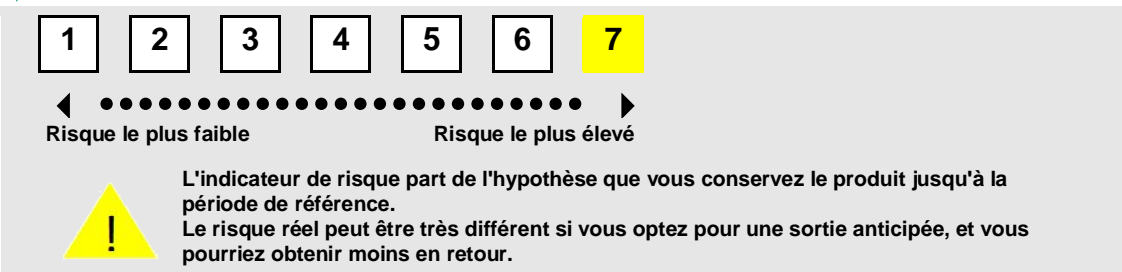 1 2 3 4 5 6 7
Risque le plus faible Risque le plus élevé
L'indicateur de risque part de l'hypothèse que vous conservez le produit jusqu'à la
période de référence.
Le risque réel peut être très différent si vous optez pour une sortie anticipée, et vous
pourriez obtenir moins en retour.
!